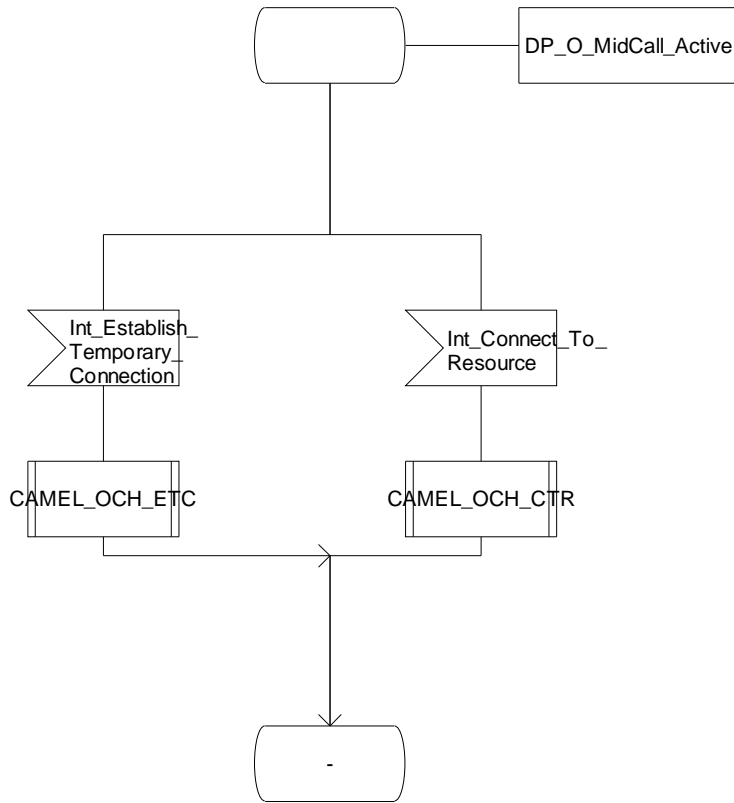 DP_O_MidCall_Active
Int_Establish_
Temporary_
Connection
Int_Connect_To_
Resource
CAMEL_OCH_ETC
CAMEL_OCH_CTR
-